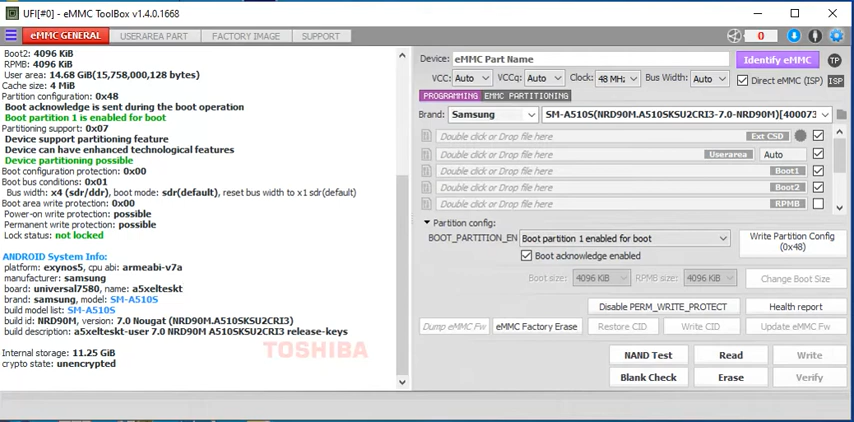 UFI[#0] - eMMC ToolBox v1.4.0.1668
eMMC GENERAL
USERAREA PART
FACTORY IMAGE
SUPPORT
0
Boot2: 4096 KiB
RPMB: 4096 KiB
User area: 14.68 GiB(15,758,000,128 bytes)
Cache size: 4 MiB
Partition configuration: 0x48
Boot acknowledge is sent during the boot operation
Boot partition 1 is enabled for boot
Partitioning support: 0x07
Device support partitioning feature
Device can have enhanced technological features
Device partitioning possible
Boot configuration protection: 0x00
Boot bus conditions: 0x01
Bus width: x4 (sdr/ddr), boot mode: sdr(default), reset bus width to x1 sdr(default)
Boot area write protection: 0x00
Power-on write protection: possible
Permanent write protection: possible
Lock status: not locked
ANDROID System Info:
platform: exynos5, cpu abi: armeabi-v7a
manufacturer: samsung
board: universal7580, name: a5xelteskt
brand: samsung, model: SM-A510S
build model list: SM-A510S
build id: NRD90M, version: 7.0 Nougat (NRD90M.A510SKSU2CRI3)
build description: a5xelteskt-user 7.0 NRD90M A510SKSU2CRI3 release-keys
Internal storage: 11.25 GiB
crypto state: unencrypted
TOSHIBA
Device: eMMC Part Name
Identify eMMC
TP
VCC: Auto VCCq: Auto Clock: 48 MHz Bus Width: Auto
Direct eMMC (ISP)
ISP
PROGRAMMING
EMMC PARTITIONING
Brand: Samsung
SM-A510S(NRD90M.A510SKSU2CRI3-7.0-NRD90M)[400073
Double click or Drop file here Ext CSD
Double click or Drop file here Userarea Auto
Double click or Drop file here Boot1
Double click or Drop file here Boot2
Double click or Drop file here RPMB
Partition config:
BOOT_PARTITION_EN Boot partition 1 enabled for boot
Write Partition Config (0x48)
Boot acknowledge enabled
Boot size: 4096 KiB RPMB size: 4096 KiB
Change Boot Size
Disable PERM_WRITE_PROTECT
Health report
Dump eMMC Fw
eMMC Factory Erase
Restore CID
Write CID
Update eMMC Fw
NAND Test
Read
Write
Blank Check
Erase
Verify